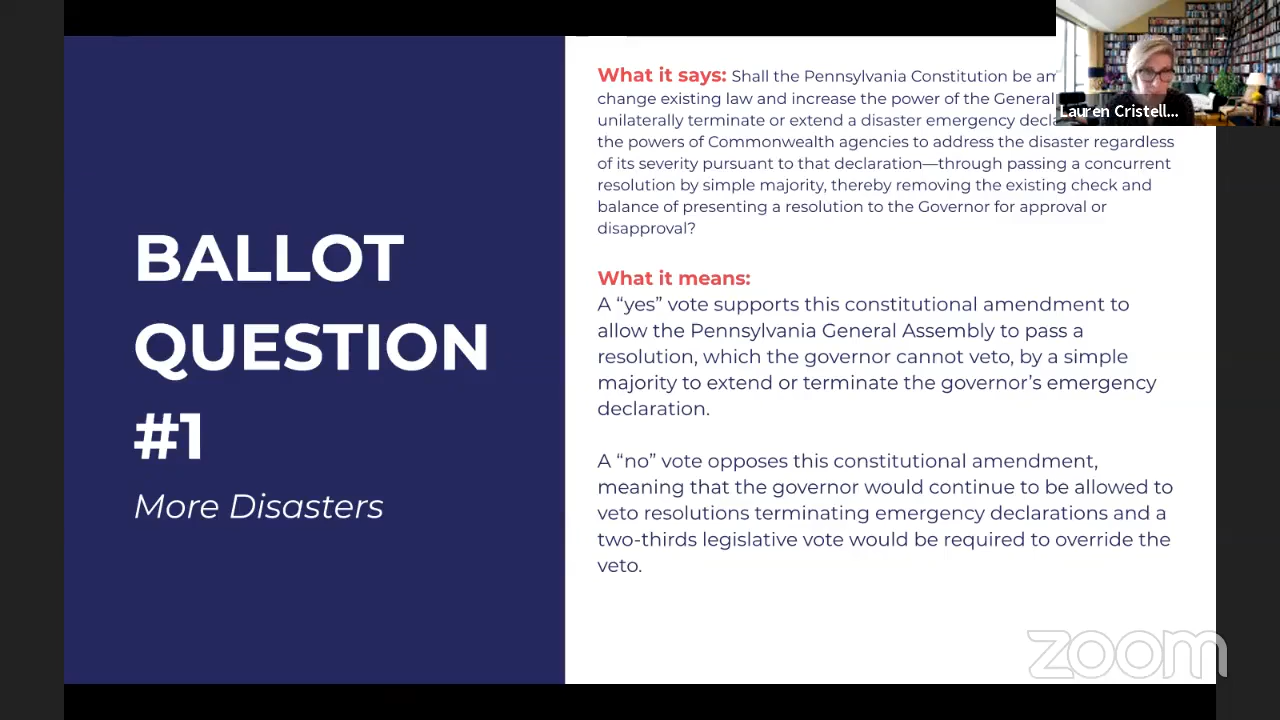 BALLOT
QUESTION
#1
More Disasters
What it says: Shall the Pennsylvania Constitution be
change existing law and increase the power of the General
unilaterally terminate or extend a disaster emergency
the powers of Commonwealth agencies to address the disaster regardless
of its severity pursuant to that declaration—through passing a concurrent
resolution by simple majority, thereby removing the existing check and
balance of presenting a resolution to the Governor for approval or
disapproval?
What it means:
A “yes” vote supports this constitutional amendment to
allow the Pennsylvania General Assembly to pass a
resolution, which the governor cannot veto, by a simple
majority to extend or terminate the governor’s emergency
declaration.
A “no” vote opposes this constitutional amendment,
meaning that the governor would continue to be allowed to
veto resolutions terminating emergency declarations and a
two-thirds legislative vote would be required to override the
veto.
Lauren Cristell...
zoom